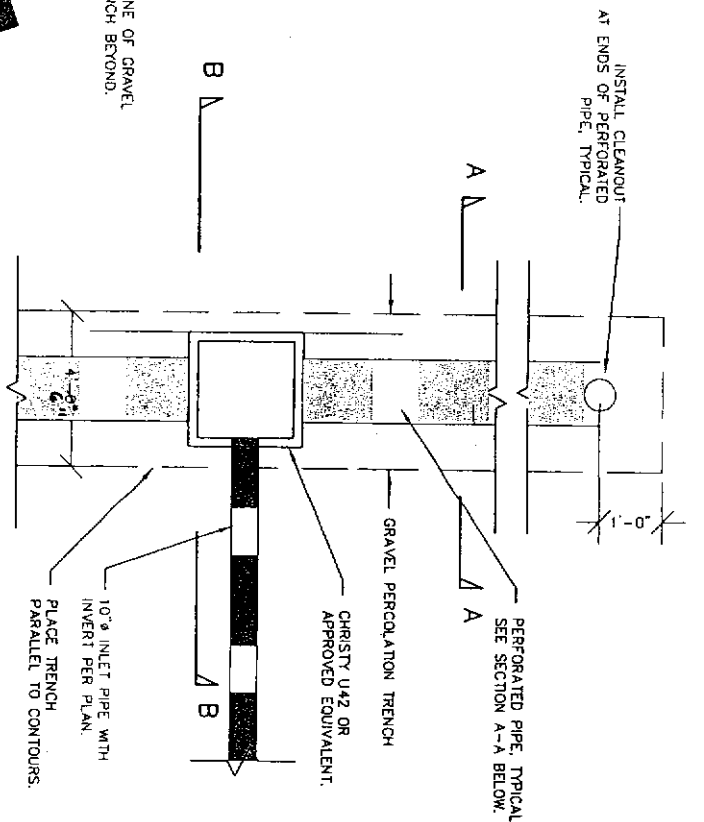 INSTALL CLEANOUT
AT ENDS OF PERFORATED
PIPE, TYPICAL.
A
A
B
B
NE OF GRAVEL
CH BEYOND.
1'-0"
PERFORATED PIPE, TYPICAL
SEE SECTION A-A BELOW.
GRAVEL PERCOLATION TRENCH
CHRISTY U42 OR
APPROVED EQUIVALENT.
10"ø INLET PIPE WITH
INVERT PER PLAN.
PLACE TRENCH
PARALLEL TO CONTOURS.